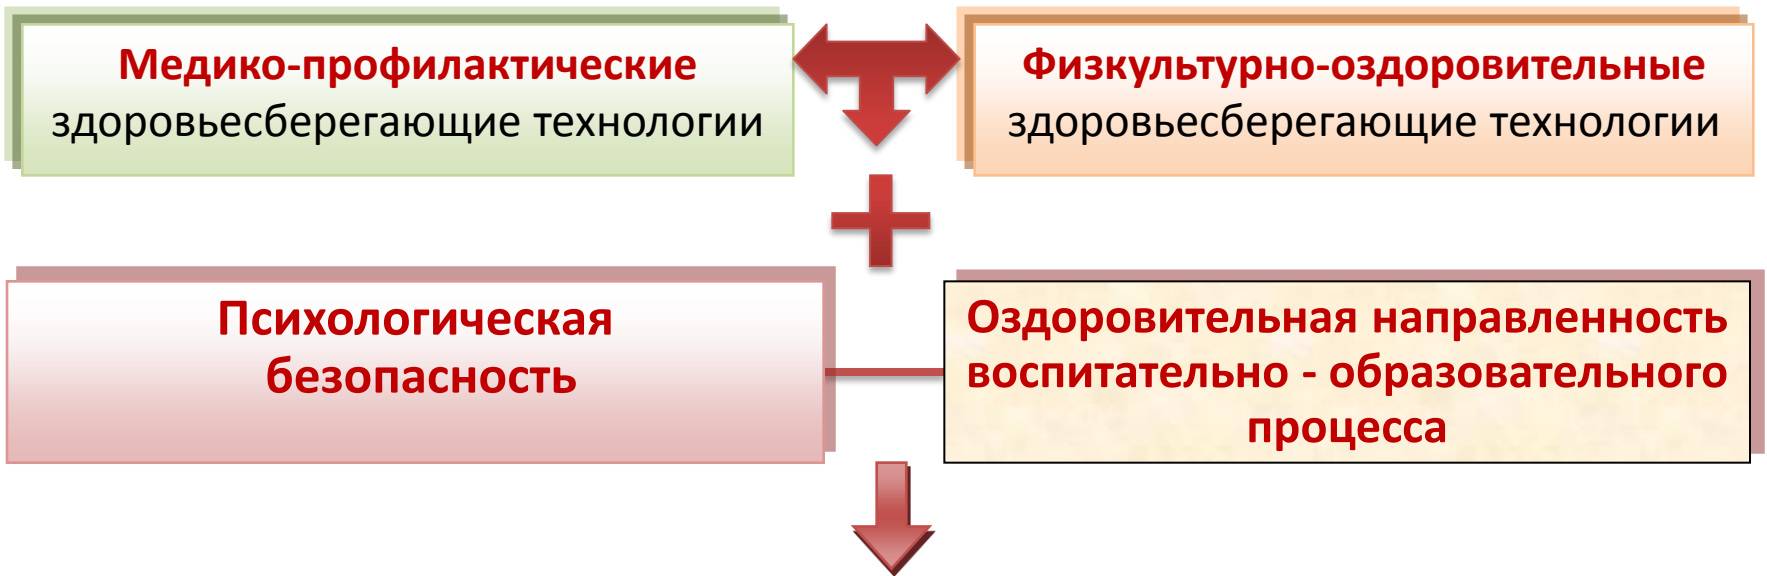 Медико-профилактические
здоровьесберегающие технологии
Физкультурно-оздоровительные
здоровьесберегающие технологии
Психологическая
безопасность
Оздоровительная направленность
воспитательно - образовательного
процесса